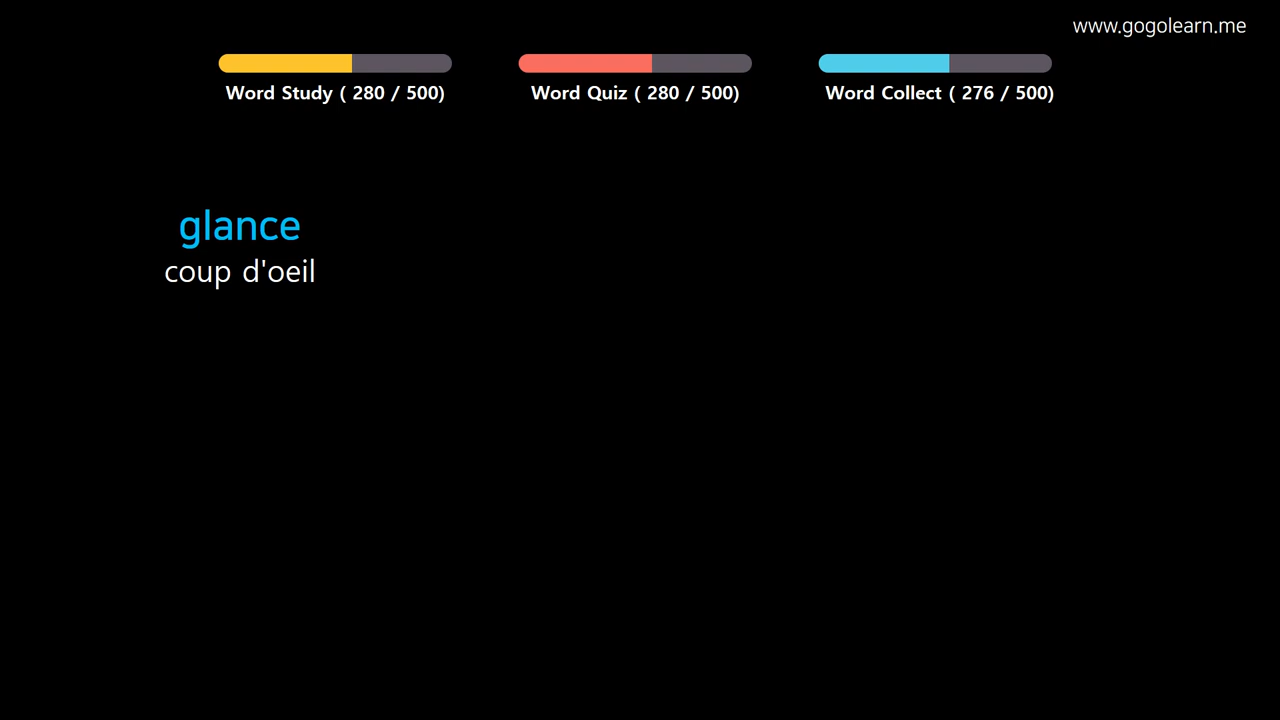 www.gogolearn.me
Word Study ( 280 / 500)
Word Quiz ( 280 / 500)
Word Collect ( 276 / 500)
glance
coup d'oeil